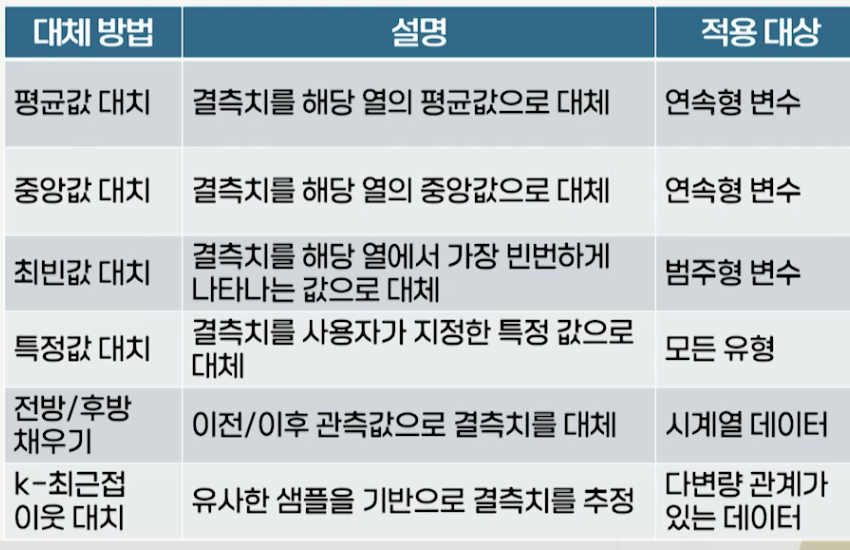 대체 방법 설명 적용 대상
평균값 대치 결측치를 해당 열의 평균값으로 대체 연속형 변수
중앙값 대치 결측치를 해당 열의 중앙값으로 대체 연속형 변수
최빈값 대치 결측치를 해당 열에서 가장 빈번하게 나타나는 값으로 대체 범주형 변수
특정값 대치 결측치를 사용자가 지정한 특정 값으로 대체 모든 유형
전방/후방 채우기 이전/이후 관측값으로 결측치를 대체 시계열 데이터
k-최근접 이웃 대치 유사한 샘플을 기반으로 결측치를 추정 다변량 관계가 있는 데이터